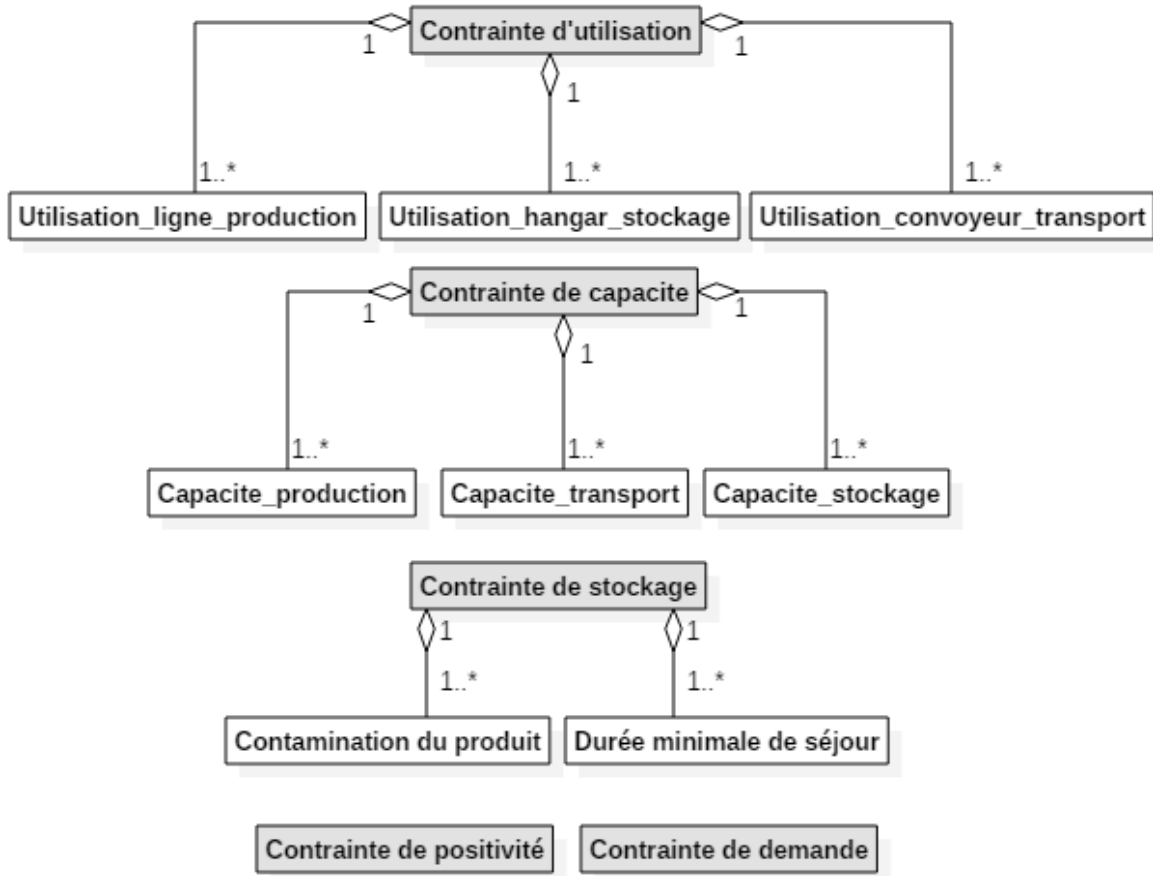 Contrainte d'utilisation
1
1
1
1..*
1..*
1..*
Utilisation_ligne_production
Utilisation_hangar_stockage
Utilisation_convoyeur_transport
Contrainte de capacite
1
1
1
1..*
1..*
1..*
Capacite_production
Capacite_transport
Capacite_stockage
Contrainte de stockage
1
1
1..*
1..*
Contamination du produit
Durée minimale de séjour
Contrainte de positivité
Contrainte de demande